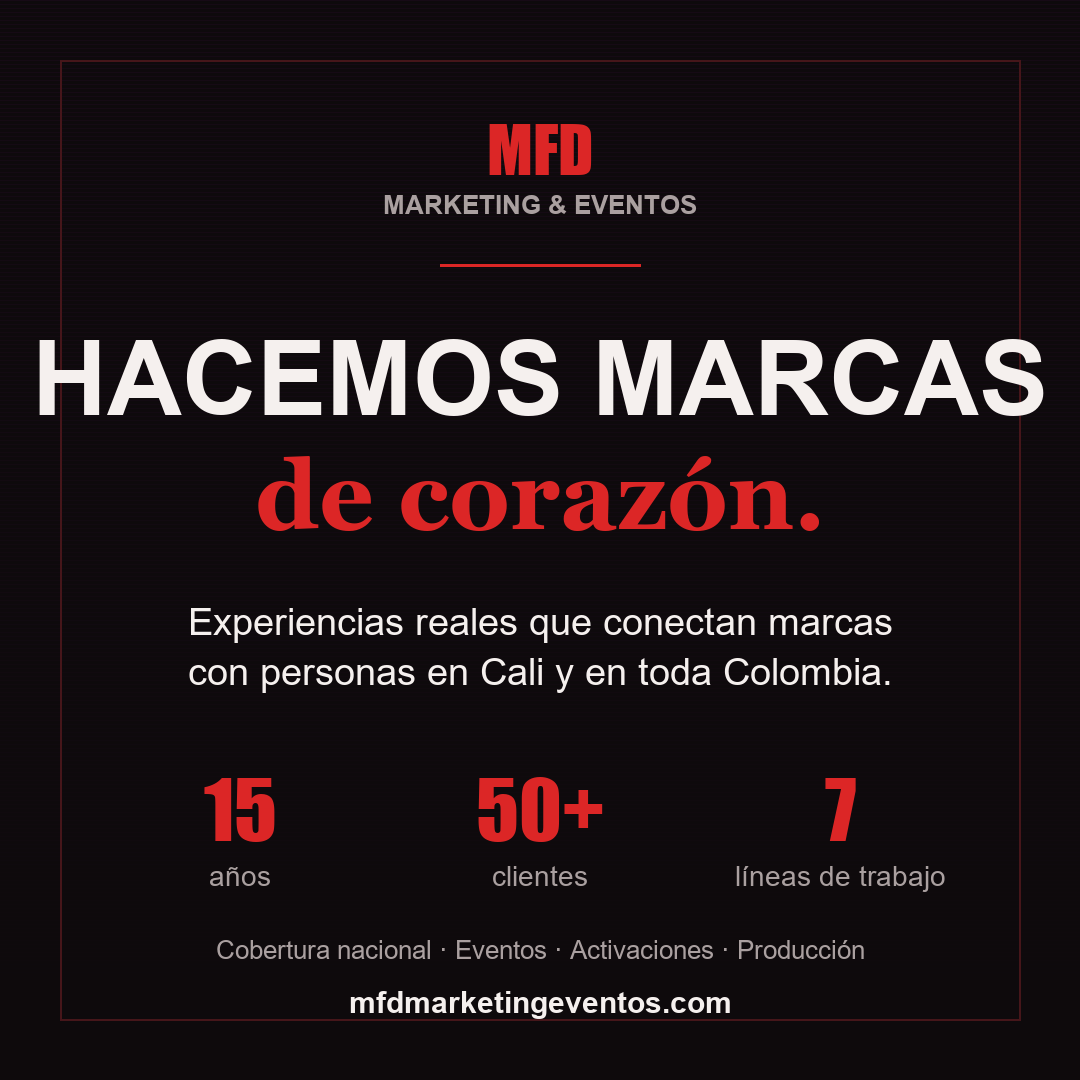 MFD
MARKETING & EVENTOS
HACEMOS MARCAS
de corazón.
Experiencias reales que conectan marcas
con personas en Cali y en toda Colombia.
15 50+ 7
años clientes líneas de trabajo
Cobertura nacional · Eventos · Activaciones · Producción
mfdmarketingeventos.com